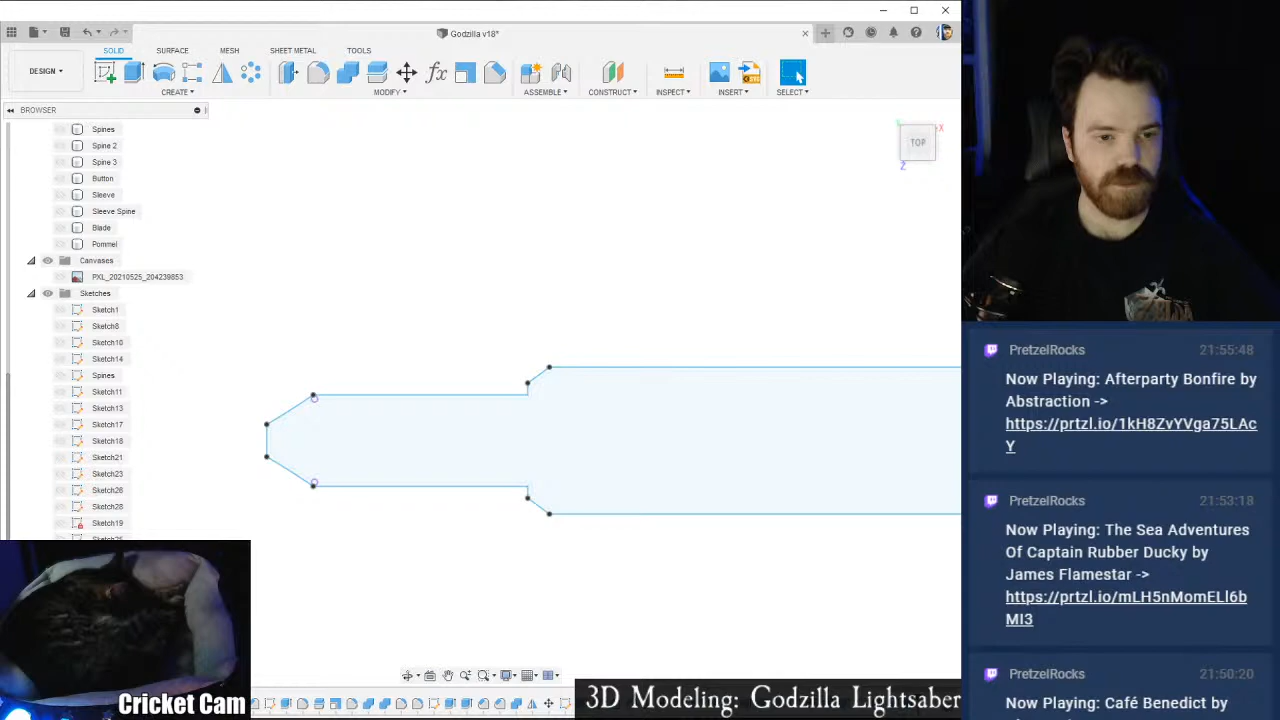 Godzilla v18*
SOLID SURFACE MESH SHEET METAL TOOLS
DESIGN
CREATE MODIFY ASSEMBLE CONSTRUCT INSPECT INSERT SELECT
BROWSER
Spines
Spine 2
Spine 3
Button
Sleeve
Sleeve Spine
Blade
Pommel
Canvases
PXL_20210525_204239853
Sketches
Sketch1
Sketch8
Sketch10
Sketch14
Spines
Sketch11
Sketch13
Sketch17
Sketch18
Sketch21
Sketch23
Sketch26
Sketch28
Sketch19
TOP
X
Z
Cricket Cam
3D Modeling: Godzilla Lightsaber
PretzelRocks 21:55:48
Now Playing: Afterparty Bonfire by
Abstraction ->
https://prtzl.io/1kH8ZvYVga75LAc
Y
PretzelRocks 21:53:18
Now Playing: The Sea Adventures
Of Captain Rubber Ducky by
James Flamestar ->
https://prtzl.io/mLH5nMomELl6b
MI3
PretzelRocks 21:50:20
Now Playing: Café Benedict by